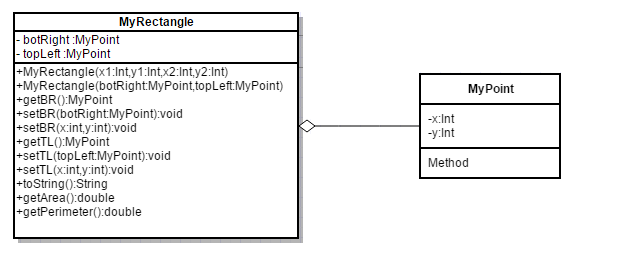 MyRectangle
- botRight :MyPoint
- topLeft :MyPoint
+MyRectangle(x1:Int,y1:Int,x2:Int,y2:Int)
+MyRectangle(botRight:MyPoint,topLeft:MyPoint)
+getBR():MyPoint
+setBR(botRight:MyPoint):void
+setBR(x:int,y:int):void
+getTL():MyPoint
+setTL(topLeft:MyPoint):void
+setTL(x:int,y:int):void
+toString():String
+getArea():double
+getPerimeter():double
MyPoint
-x:Int
-y:Int
Method